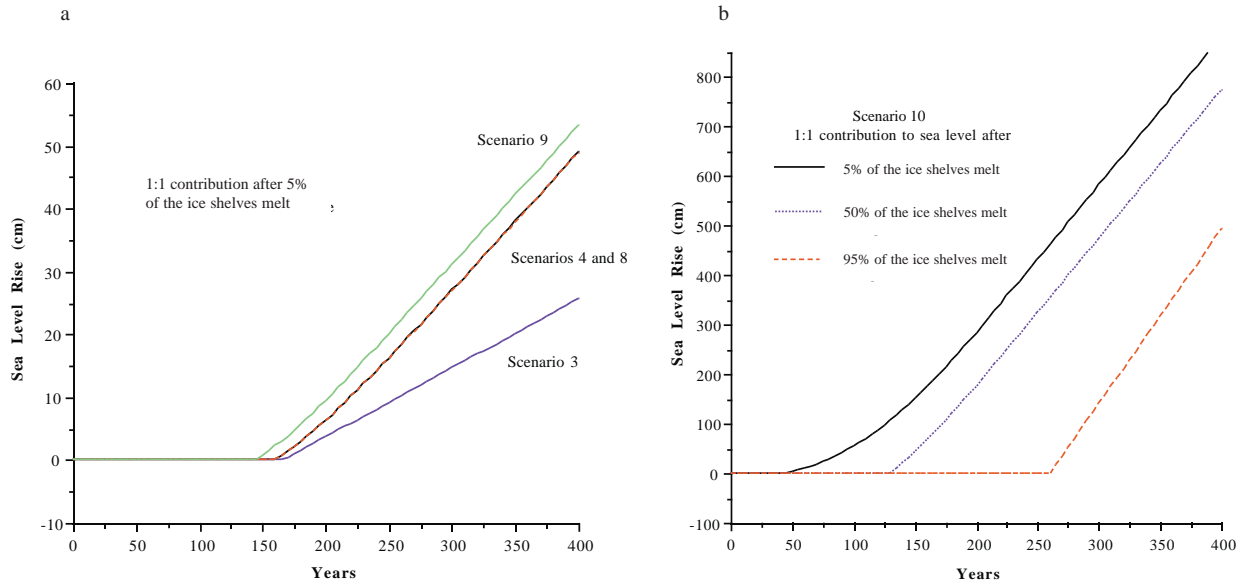 a
60
50
40
30
20
10
0
-10
0 50 100 150 200 250 300 350 400
Years
Sea Level Rise (cm)
1:1 contribution after 5%
of the ice shelves melt
Scenario 9
Scenarios 4 and 8
Scenario 3
b
800
700
600
500
400
300
200
100
0
-100
0 50 100 150 200 250 300 350 400
Years
Sea Level Rise (cm)
Scenario 10
1:1 contribution to sea level after
5% of the ice shelves melt
50% of the ice shelves melt
95% of the ice shelves melt